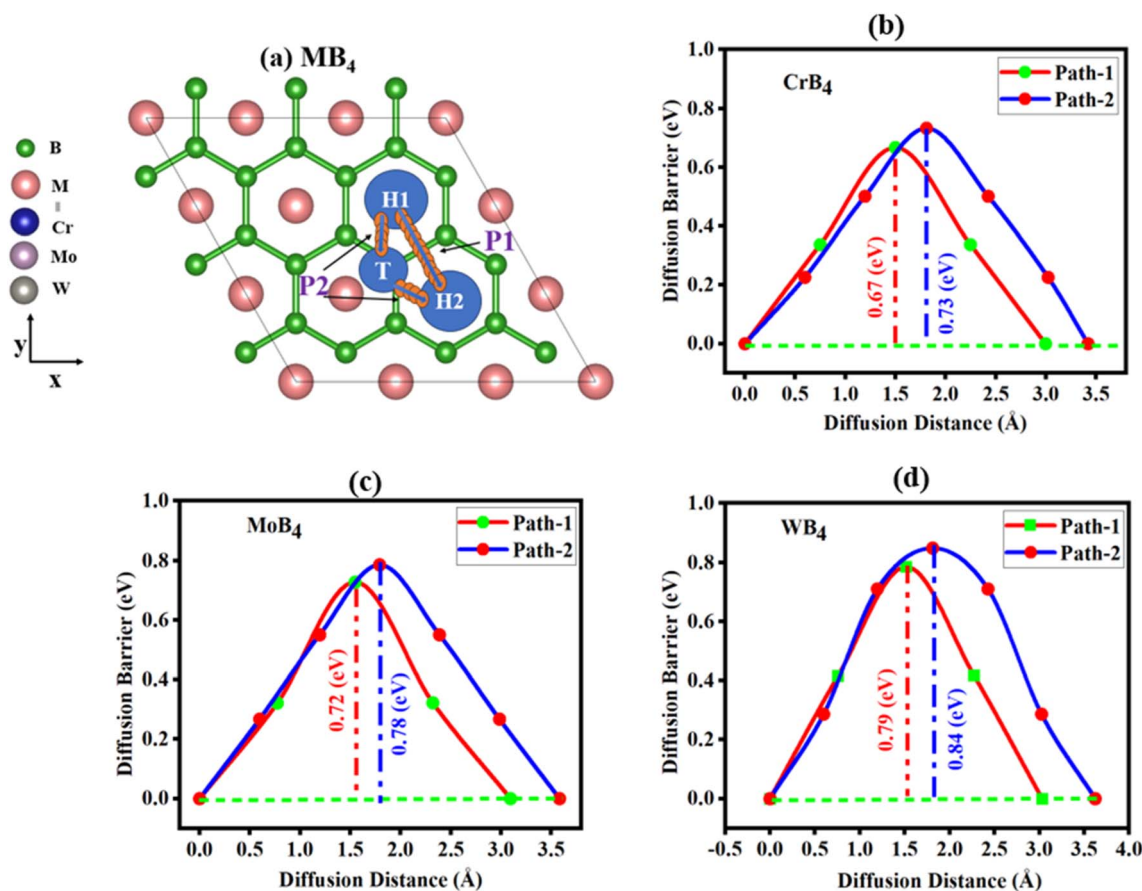 (a) MB4
B
M
=
Cr
Mo
W
y
x
H1
P1
T
P2
H2
(b)
CrB4
Path-1
Path-2
Diffusion Barrier (eV)
1.0
0.8
0.6
0.4
0.2
0.0
0.67 (eV)
0.73 (eV)
0.0 0.5 1.0 1.5 2.0 2.5 3.0 3.5
Diffusion Distance (Å)
(c)
MoB4
Path-1
Path-2
Diffusion Barrier (eV)
1.0
0.8
0.6
0.4
0.2
0.0
0.72 (eV)
0.78 (eV)
0.0 0.5 1.0 1.5 2.0 2.5 3.0 3.5
Diffusion Distance (Å)
(d)
WB4
Path-1
Path-2
Diffusion Barrier (eV)
1.0
0.8
0.6
0.4
0.2
0.0
0.79 (eV)
0.84 (eV)
-0.5 0.0 0.5 1.0 1.5 2.0 2.5 3.0 3.5 4.0
Diffusion Distance (Å)